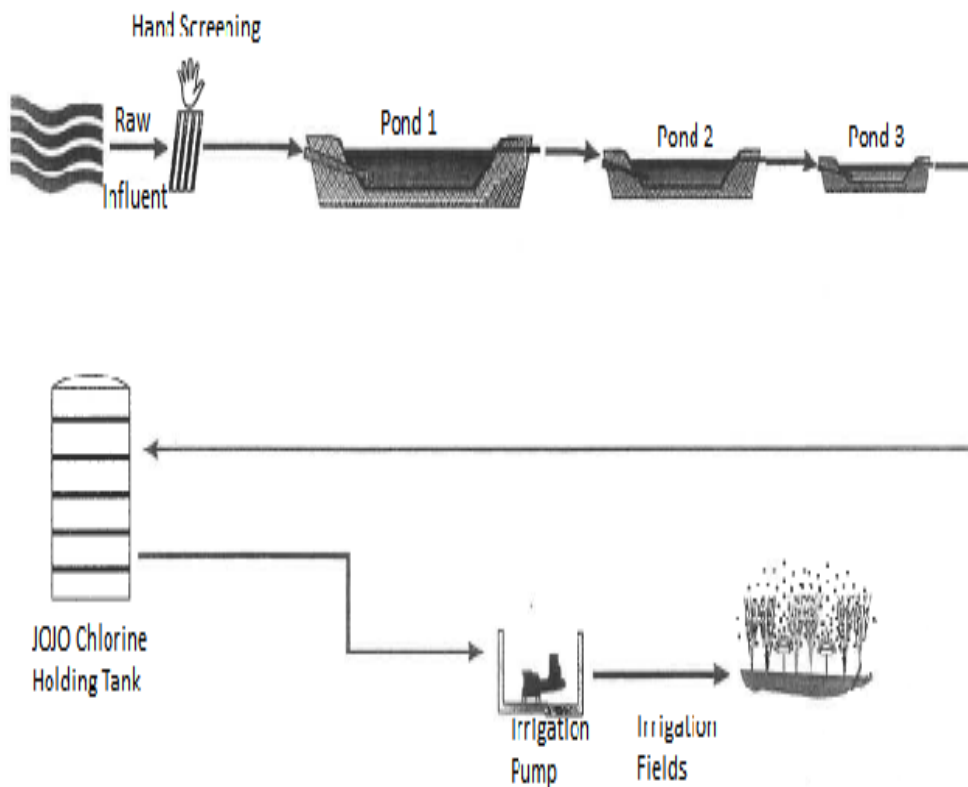 Hand Screening
Raw
Influent
Pond 1
Pond 2
Pond 3
JOJO Chlorine
Holding Tank
Irrigation
Pump
Irrigation
Fields